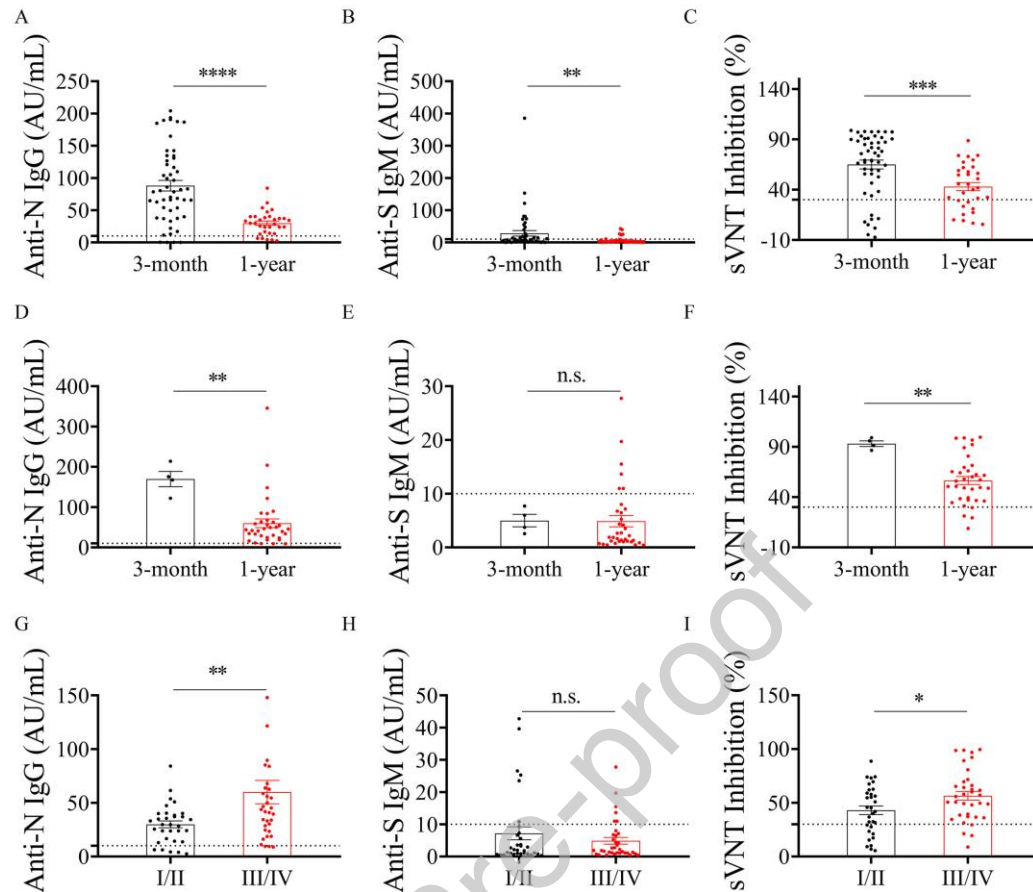 A
Anti-N IgG (AU/mL)
250
200
150
100
50
0
****
3-month 1-year
B
Anti-S IgM (AU/mL)
500
400
300
200
100
0
**
3-month 1-year
C
sVNT Inhibition (%)
140
90
40
-10
***
3-month 1-year
D
Anti-N IgG (AU/mL)
400
300
200
100
0
**
3-month 1-year
E
Anti-S IgM (AU/mL)
30
20
10
0
n.s.
3-month 1-year
F
sVNT Inhibition (%)
140
90
40
-10
**
3-month 1-year
G
Anti-N IgG (AU/mL)
150
100
50
0
**
I/II III/IV
H
Anti-S IgM (AU/mL)
50
40
30
20
10
0
n.s.
I/II III/IV
I
sVNT Inhibition (%)
150
100
50
0
*
I/II III/IV
re-proof